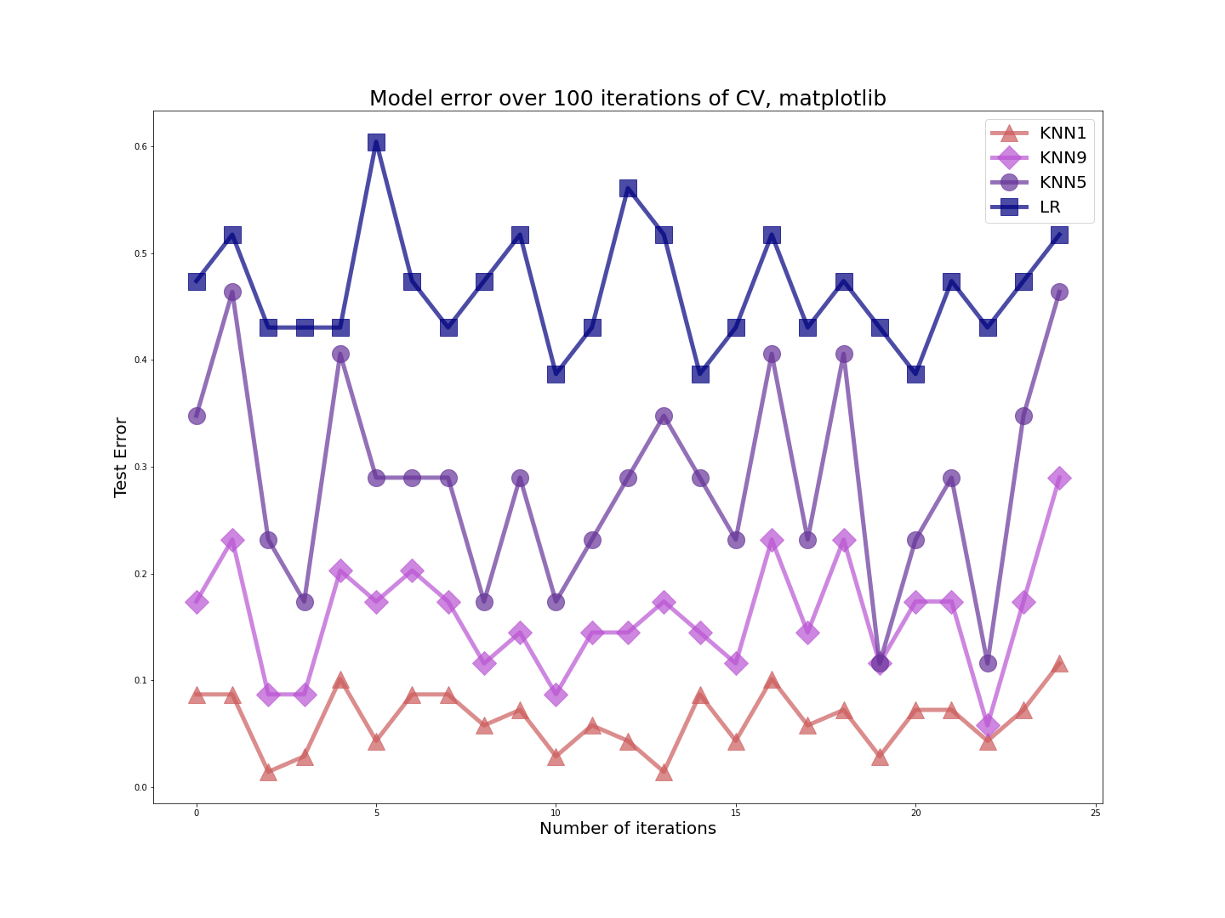 Model error over 100 iterations of CV, matplotlib
KNN1
KNN9
KNN5
LR
0.6
0.5
0.4
0.3
0.2
0.1
0.0
Test Error
0 5 10 15 20 25
Number of iterations